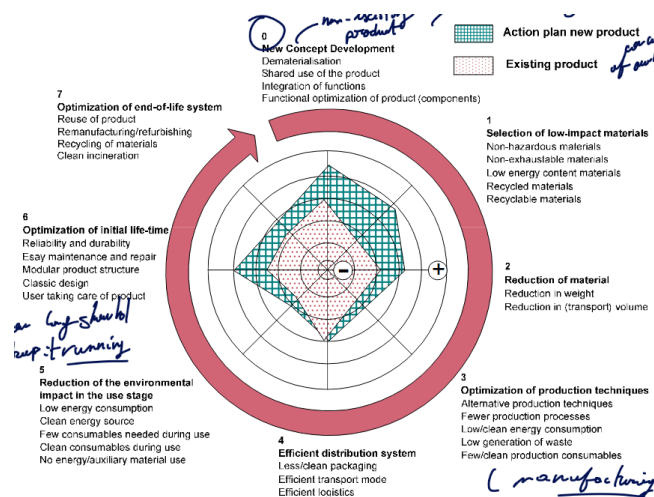 non-existing
product
0
New Concept Development
Dematerialisation
Shared use of the product
Integration of functions
Functional optimization of product (components)
Action plan new product
Existing product
7
Optimization of end-of-life system
Reuse of product
Remanufacturing/refurbishing
Recycling of materials
Clean incineration
1
Selection of low-impact materials
Non-hazardous materials
Non-exhaustable materials
Low energy content materials
Recycled materials
Recyclable materials
6
Optimization of initial life-time
Reliability and durability
Esay maintenance and repair
Modular product structure
Classic design
User taking care of product
- +
2
Reduction of material
Reduction in weight
Reduction in (transport) volume
long should
running
5
Reduction of the environmental
impact in the use stage
Low energy consumption
Clean energy source
Few consumables needed during use
Clean consumables during use
No energy/auxiliary material use
3
Optimization of production techniques
Alternative production techniques
Fewer production processes
Low/clean energy consumption
Low generation of waste
Few/clean production consumables
4
Efficient distribution system
Less/clean packaging
Efficient transport mode
Efficient logistics
( manufacturing